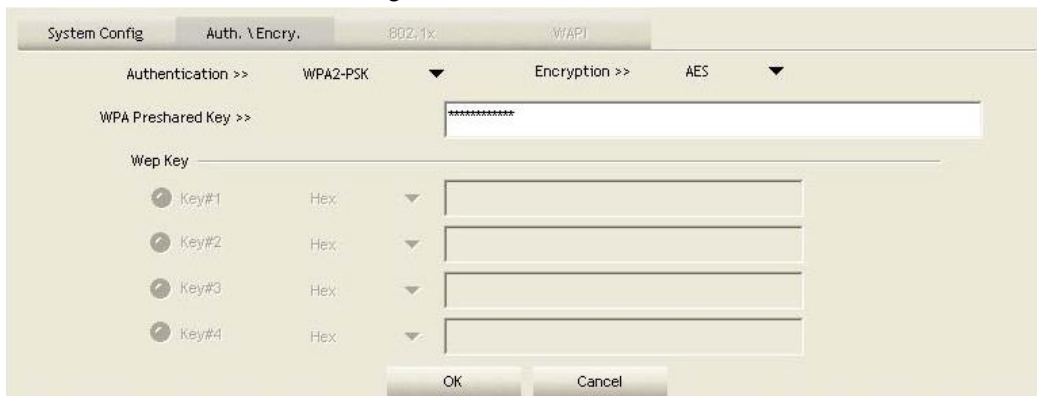 System Config Auth. \ Encry. 802.1x WAPI
Authentication >> WPA2-PSK Encryption >> AES
WPA Preshared Key >> ************
Wep Key
Key#1 Hex
Key#2 Hex
Key#3 Hex
Key#4 Hex
OK Cancel